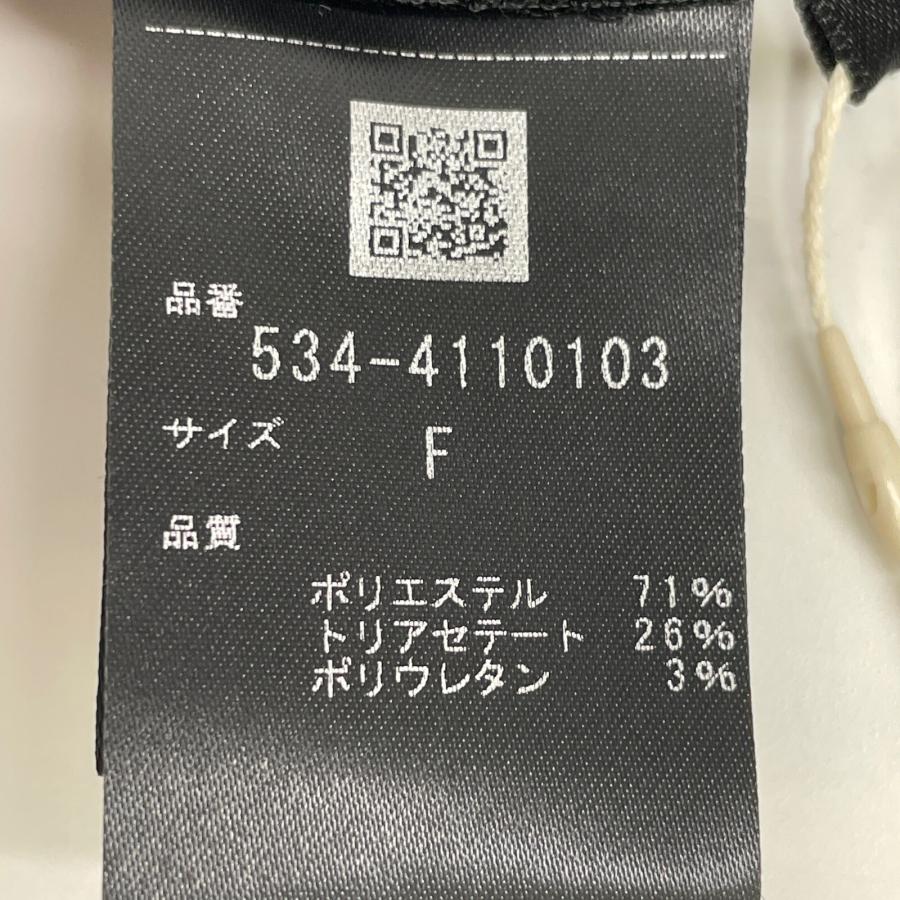 品番
534-4110103
サイズ F
品質
ポリエステル 71%
トリアセテート 26%
ポリウレタン 3%